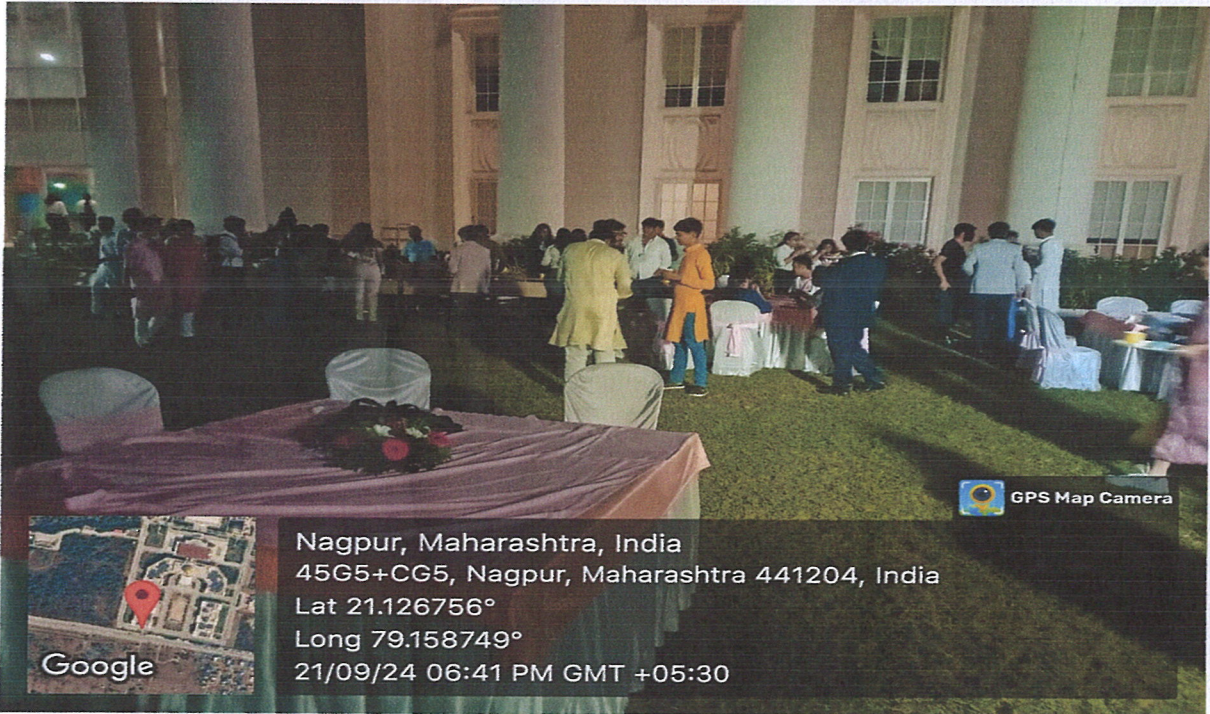 GPS Map Camera
Nagpur, Maharashtra, India
45G5+CG5, Nagpur, Maharashtra 441204, India
Lat 21.126756°
Long 79.158749°
21/09/24 06:41 PM GMT +05:30
Google